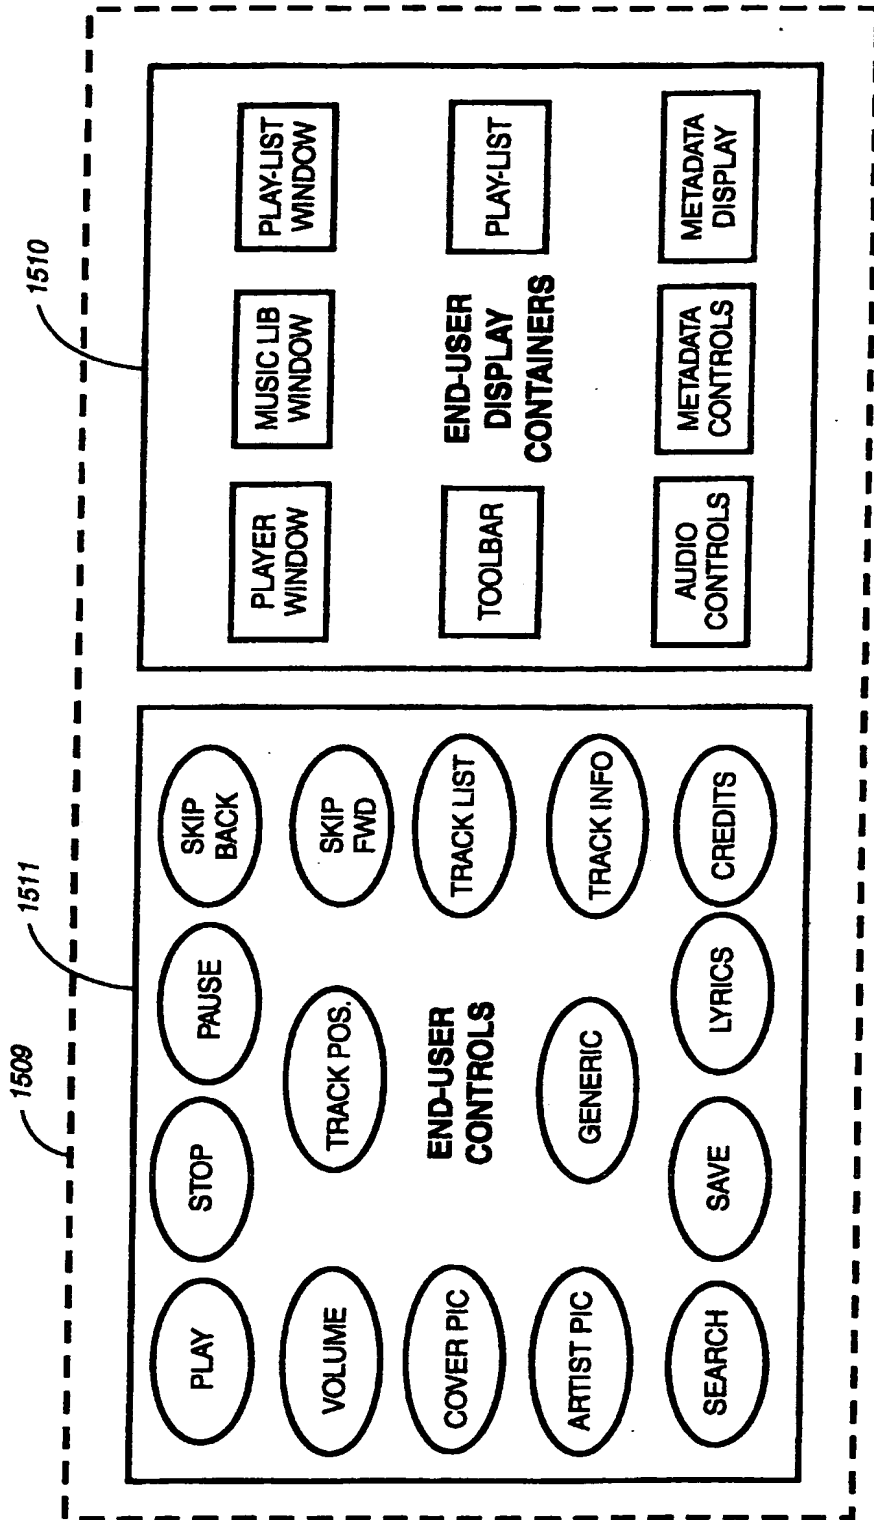 1509
1511
1510
PLAY
STOP
PAUSE
SKIP
BACK
VOLUME
TRACK POS.
SKIP
FWD
COVER PIC
END-USER
CONTROLS
TRACK LIST
ARTIST PIC
GENERIC
TRACK INFO
SEARCH
SAVE
LYRICS
CREDITS
PLAYER
WINDOW
MUSIC LIB
WINDOW
PLAY-LIST
WINDOW
TOOLBAR
END-USER
DISPLAY
CONTAINERS
PLAY-LIST
AUDIO
CONTROLS
METADATA
CONTROLS
METADATA
DISPLAY